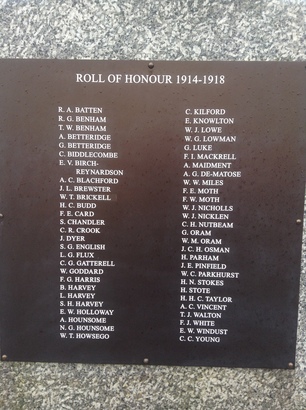 ROLL OF HONOUR 1914-1918
R. A. BATTEN
R. G. BENHAM
T. W. BENHAM
A. BETTERIDGE
G. BETTERIDGE
C. BIDDLECOMBE
E. V. BIRCH-
REYNARDSON
A. C. BLACHFORD
J. L. BREWSTER
W. T. BRICKELL
H. C. BUDD
F. E. CARD
S. CHANDLER
C. R. CROOK
J. DYER
S. G. ENGLISH
L. G. FLUX
C. G. GATTERELL
W. GODDARD
F. G. HARRIS
B. HARVEY
L. HARVEY
S. H. HARVEY
E. W. HOLLOWAY
A. HOUNSOME
N. G. HOUNSOME
W. T. HOWSEGO
C. KILFORD
E. KNOWLTON
W. J. LOWE
W. G. LOWMAN
G. LUKE
F. I. MACKRELL
A. MAIDMENT
A. G. DE-MATOSE
W. W. MILES
F. E. MOTH
F. W. MOTH
W. J. NICHOLLS
W. J. NICKLEN
C. H. NUTBEAM
G. ORAM
W. M. ORAM
J. C. H. OSMAN
H. PARHAM
J. E. PINFIELD
W. C. PARKHURST
H. N. STOKES
H. STOTE
H. H. C. TAYLOR
A. C. VINCENT
T. J. WALTON
F. J. WHITE
E. W. WINDUST
C. C. YOUNG